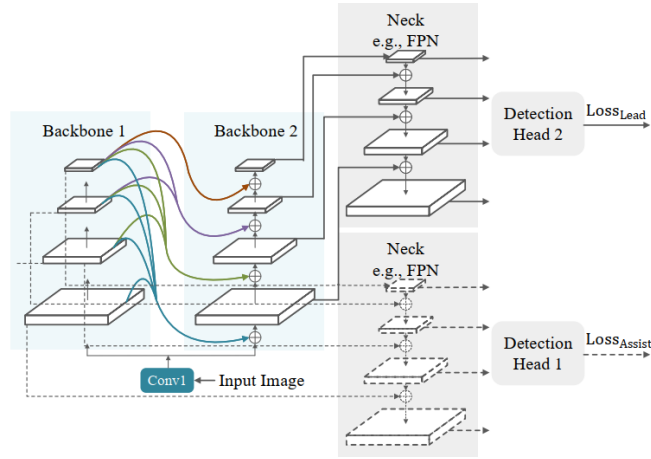 Neck
e.g., FPN
Backbone 1
Backbone 2
Detection
Head 2
LossLead
Neck
e.g., FPN
Detection
Head 1
LossAssist
Conv1
Input Image